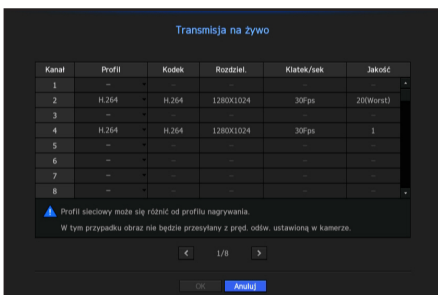 Transmisja na żywo
Kanał Profil Kodek Rozdziel. Klatek/sek Jakość
1 – – – – –
2 H.264 H.264 1280X1024 30Fps 20(Worst)
3 – – – – –
4 H.264 H.264 1280X1024 30Fps 1
5 – – – – –
6 – – – – –
7 – – – – –
8 – – – – –
Profil sieciowy może się różnić od profilu nagrywania.
W tym przypadku obraz nie będzie przesyłany z pręd. odśw. ustawioną w kamerze.
< 1/8 >
OK Anuluj